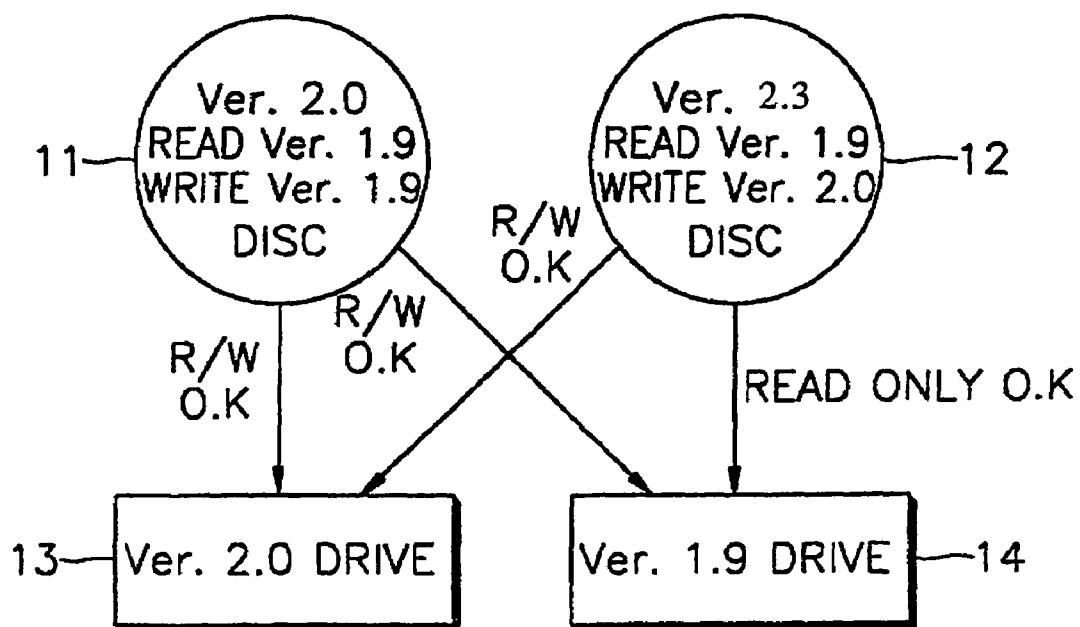 Ver. 2.0
READ Ver. 1.9
WRITE Ver. 1.9
DISC
11
Ver. 2.3
READ Ver. 1.9
WRITE Ver. 2.0
DISC
12
R/W
O.K
R/W
O.K
R/W
O.K
READ ONLY O.K
13
Ver. 2.0 DRIVE
Ver. 1.9 DRIVE
14